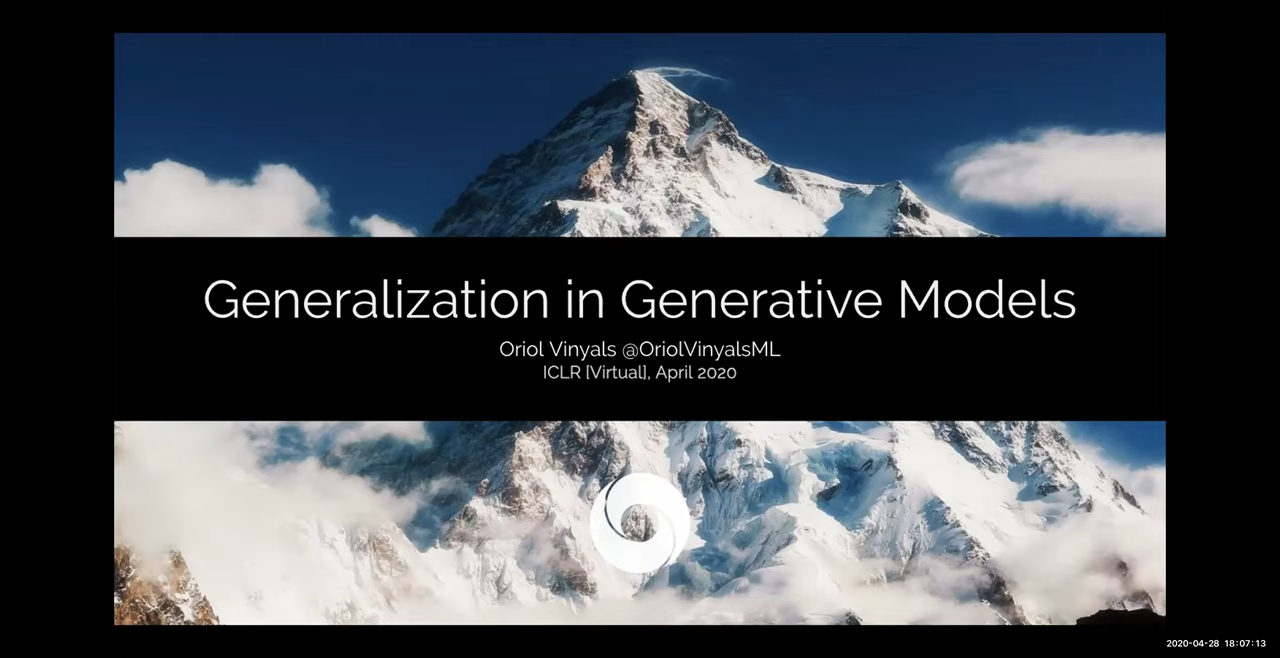 Generalization in Generative Models
Oriol Vinyals @OriolVinyalsML
ICLR [Virtual], April 2020
2020-04-28 18:07:13